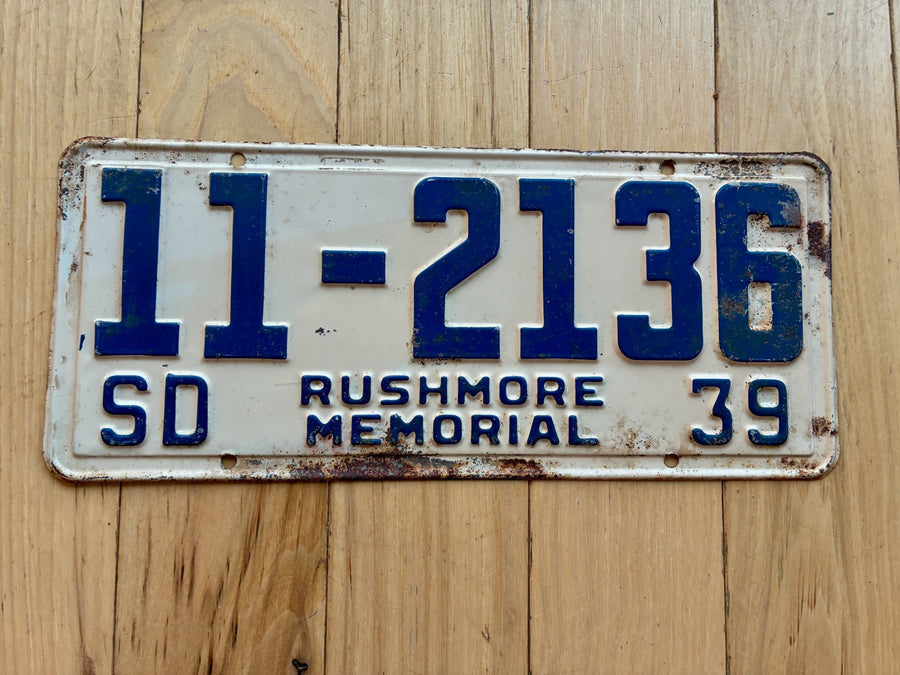 11-2136
SD RUSHMORE MEMORIAL 39